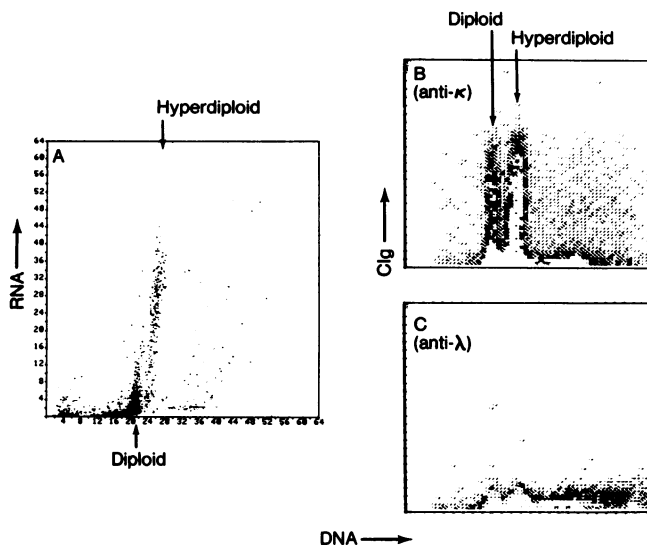 Hyperdiploid
A
RNA
64
60
56
52
48
44
40
36
32
28
24
20
16
12
8
4
4 8 12 16 20 24 28 32 36 40 44 48 52 56 60 64
Diploid
Diploid
Hyperdiploid
B
(anti-κ)
CIg
C
(anti-λ)
DNA